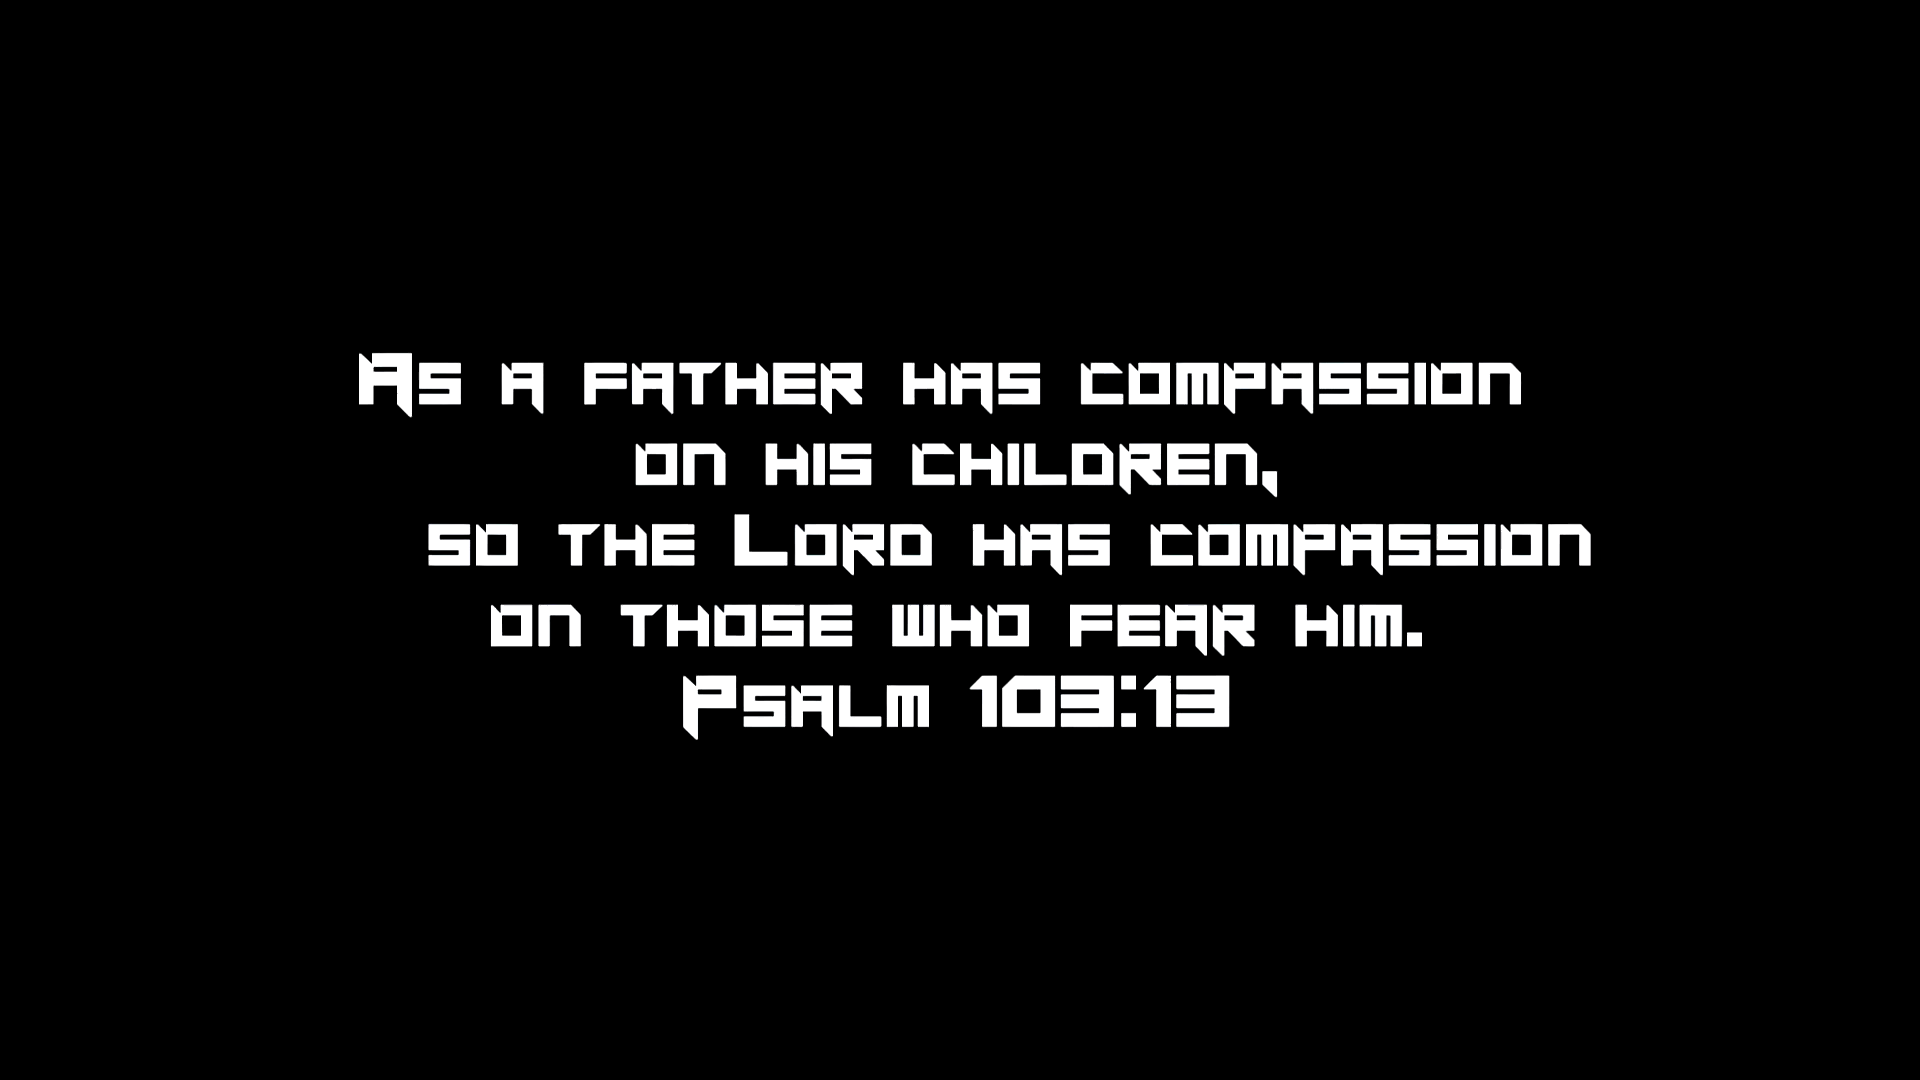 As a father has compassion
on his children,
so the Lord has compassion
on those who fear him.
Psalm 103:13